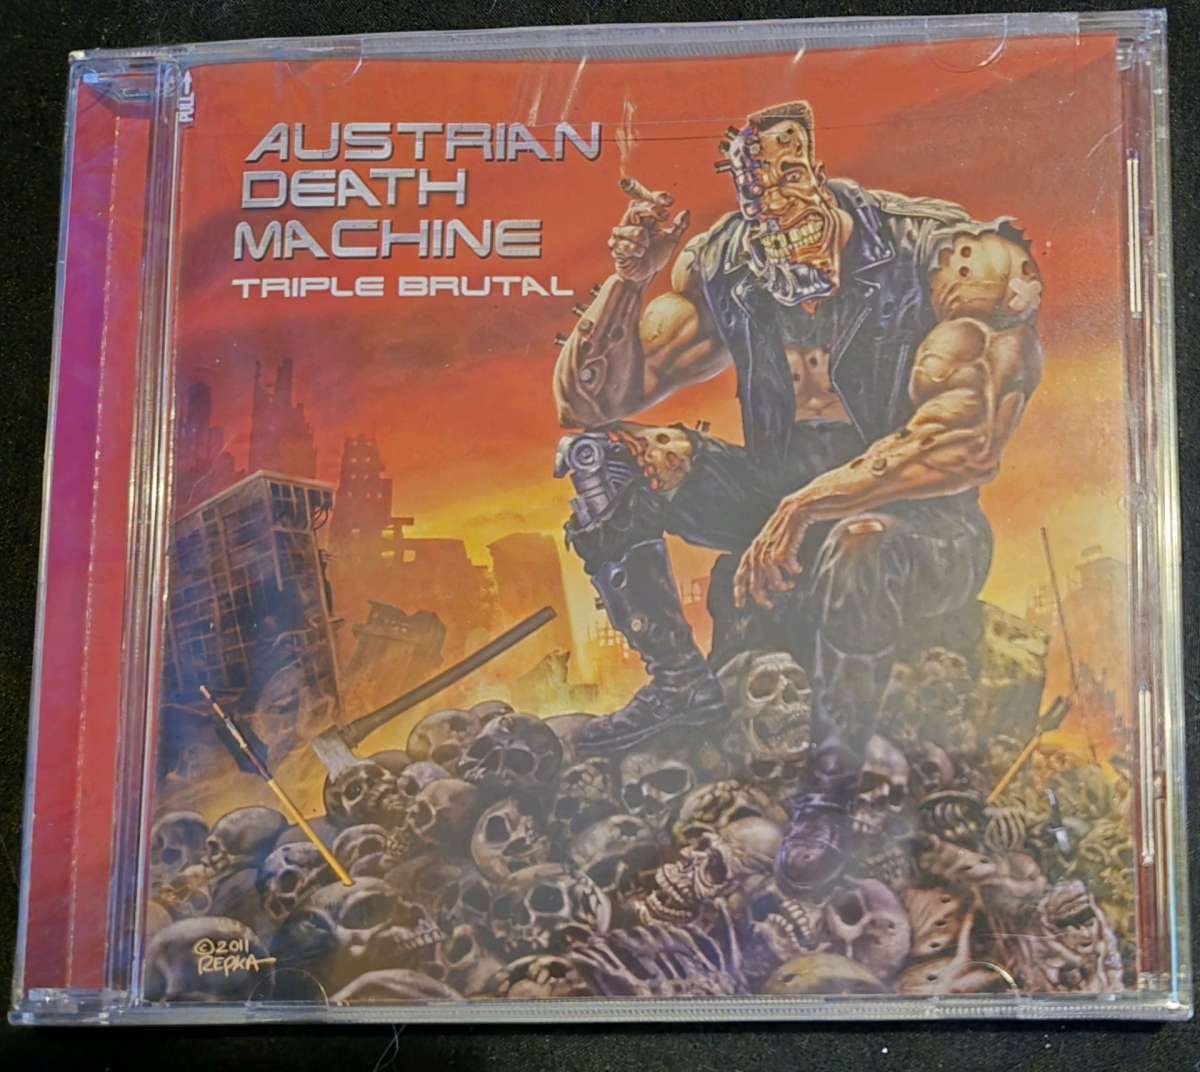 PULL
AUSTRIAN
DEATH
MACHINE
TRIPLE BRUTAL
©2011
REPKA